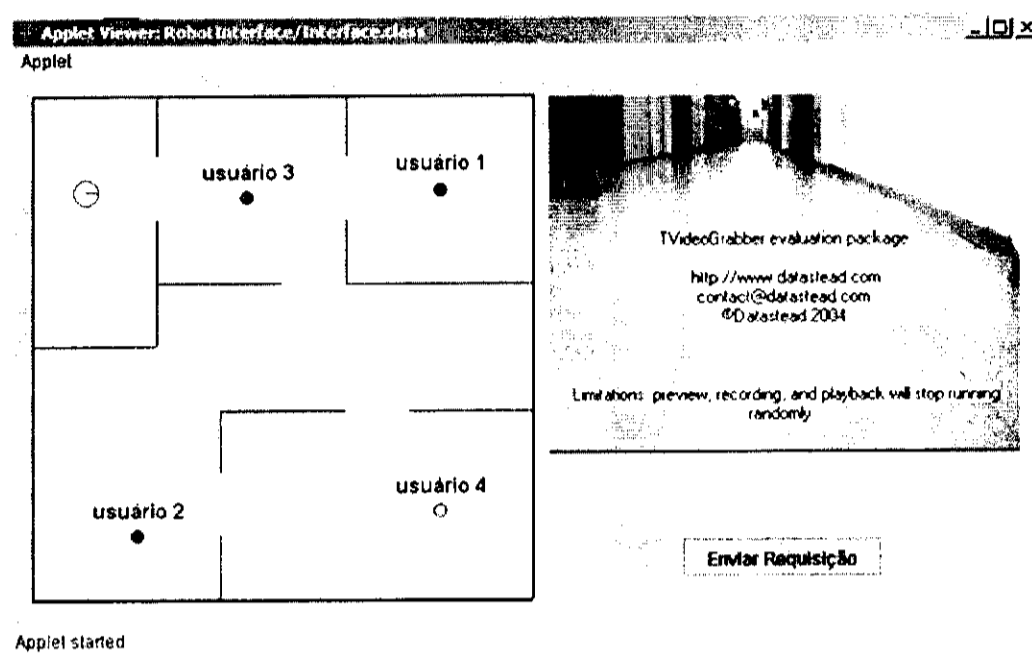 Applet Viewer: RobotInterface/Interface.class
Applet
usuário 3
usuário 1
usuário 4
usuário 2
TVideoGrabber evaluation package
http://www.datastead.com
contact@datastead.com
©Datastead 2004
Limitations: preview, recording, and playback will stop running
randomly
Enviar Requisição
Applet started